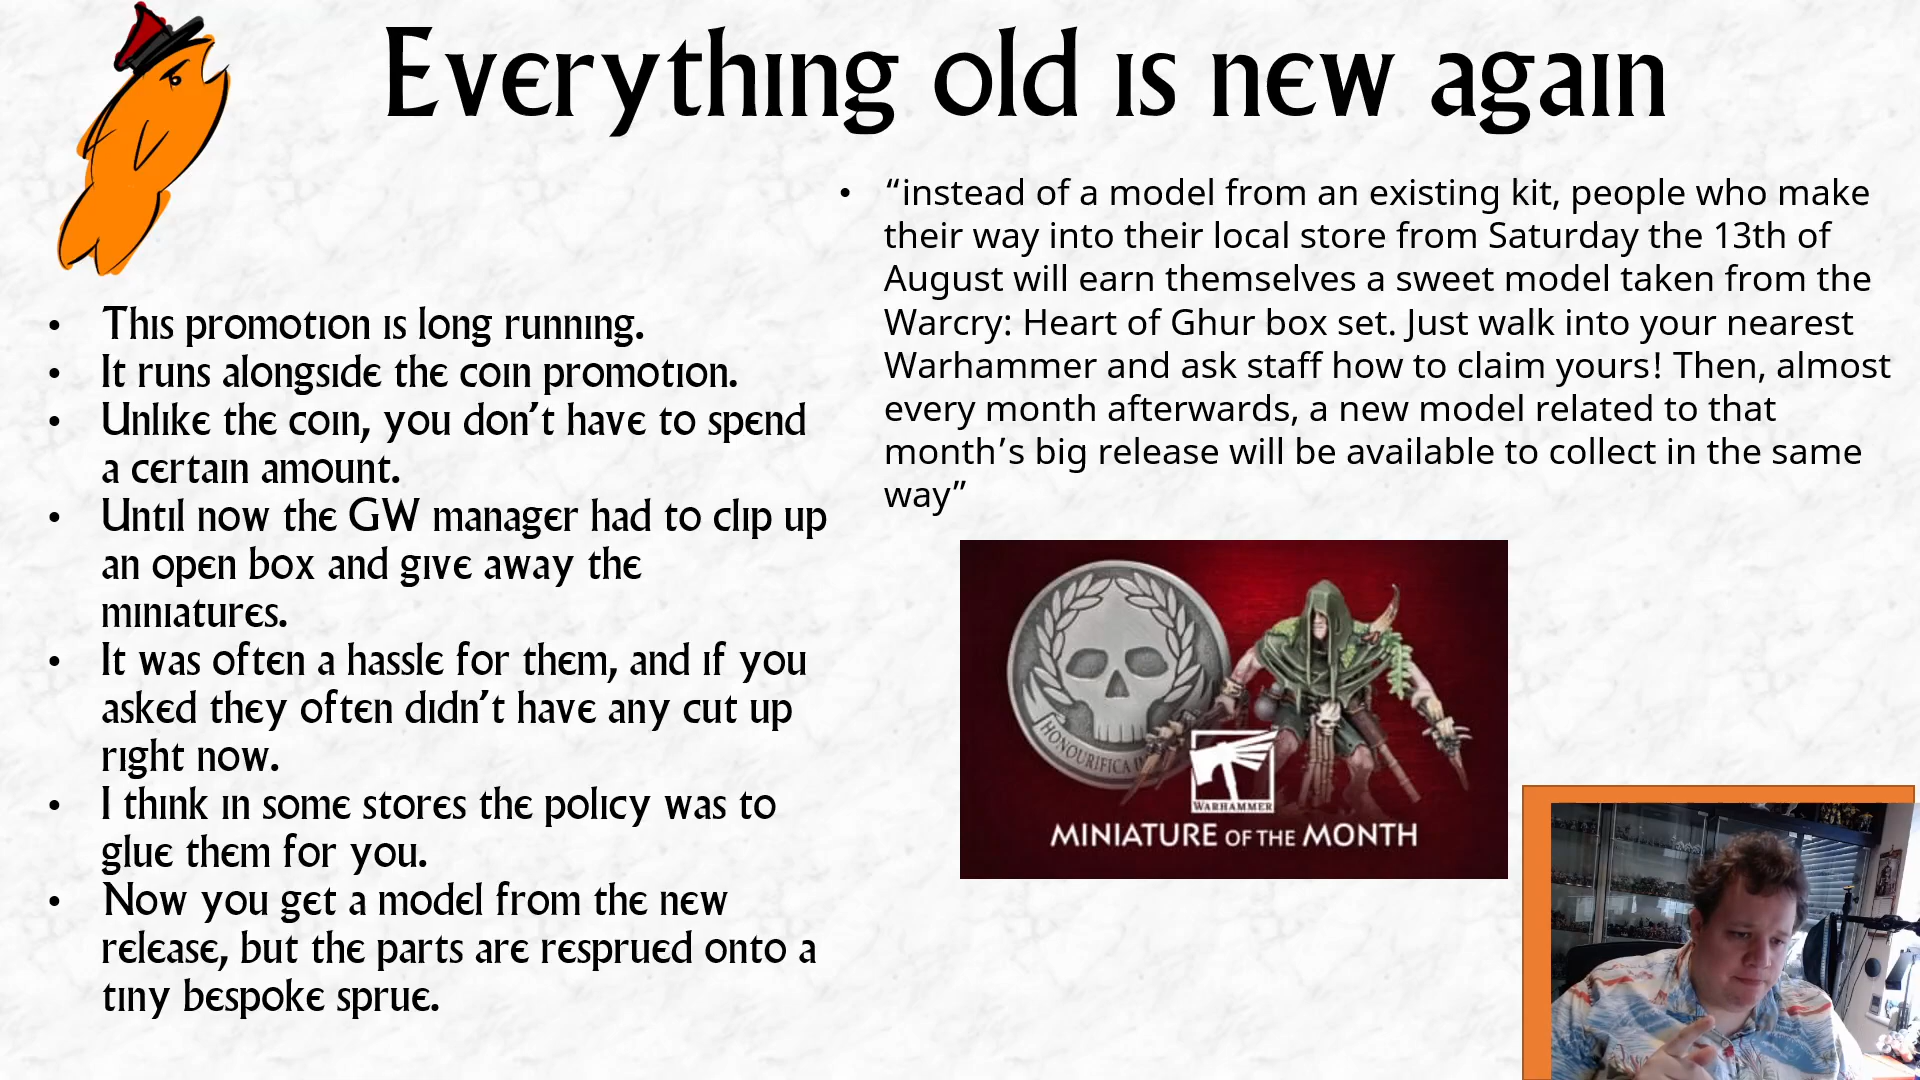 Everything old is new again
• This promotion is long running.
• It runs alongside the coin promotion.
• Unlike the coin, you don’t have to spend
a certain amount.
• Until now the GW manager had to clip up
an open box and give away the
miniatures.
• It was often a hassle for them, and if you
asked they often didn’t have any cut up
right now.
• I think in some stores the policy was to
glue them for you.
• Now you get a model from the new
release, but the parts are resprued onto a
tiny bespoke sprue.
• “instead of a model from an existing kit, people who make
their way into their local store from Saturday the 13th of
August will earn themselves a sweet model taken from the
Warcry: Heart of Ghur box set. Just walk into your nearest
Warhammer and ask staff how to claim yours! Then, almost
every month afterwards, a new model related to that
month’s big release will be available to collect in the same
way”
HONOURIFICA
WARHAMMER
MINIATURE OF THE MONTH